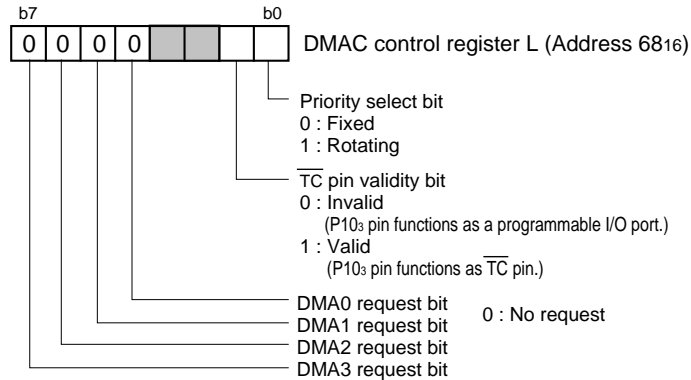 b7 b0
0 0 0 0 DMAC control register L (Address 6816)
Priority select bit
0 : Fixed
1 : Rotating
TC pin validity bit
0 : Invalid
(P103 pin functions as a programmable I/O port.)
1 : Valid
(P103 pin functions as TC pin.)
DMA0 request bit
0 : No request
DMA1 request bit
DMA2 request bit
DMA3 request bit